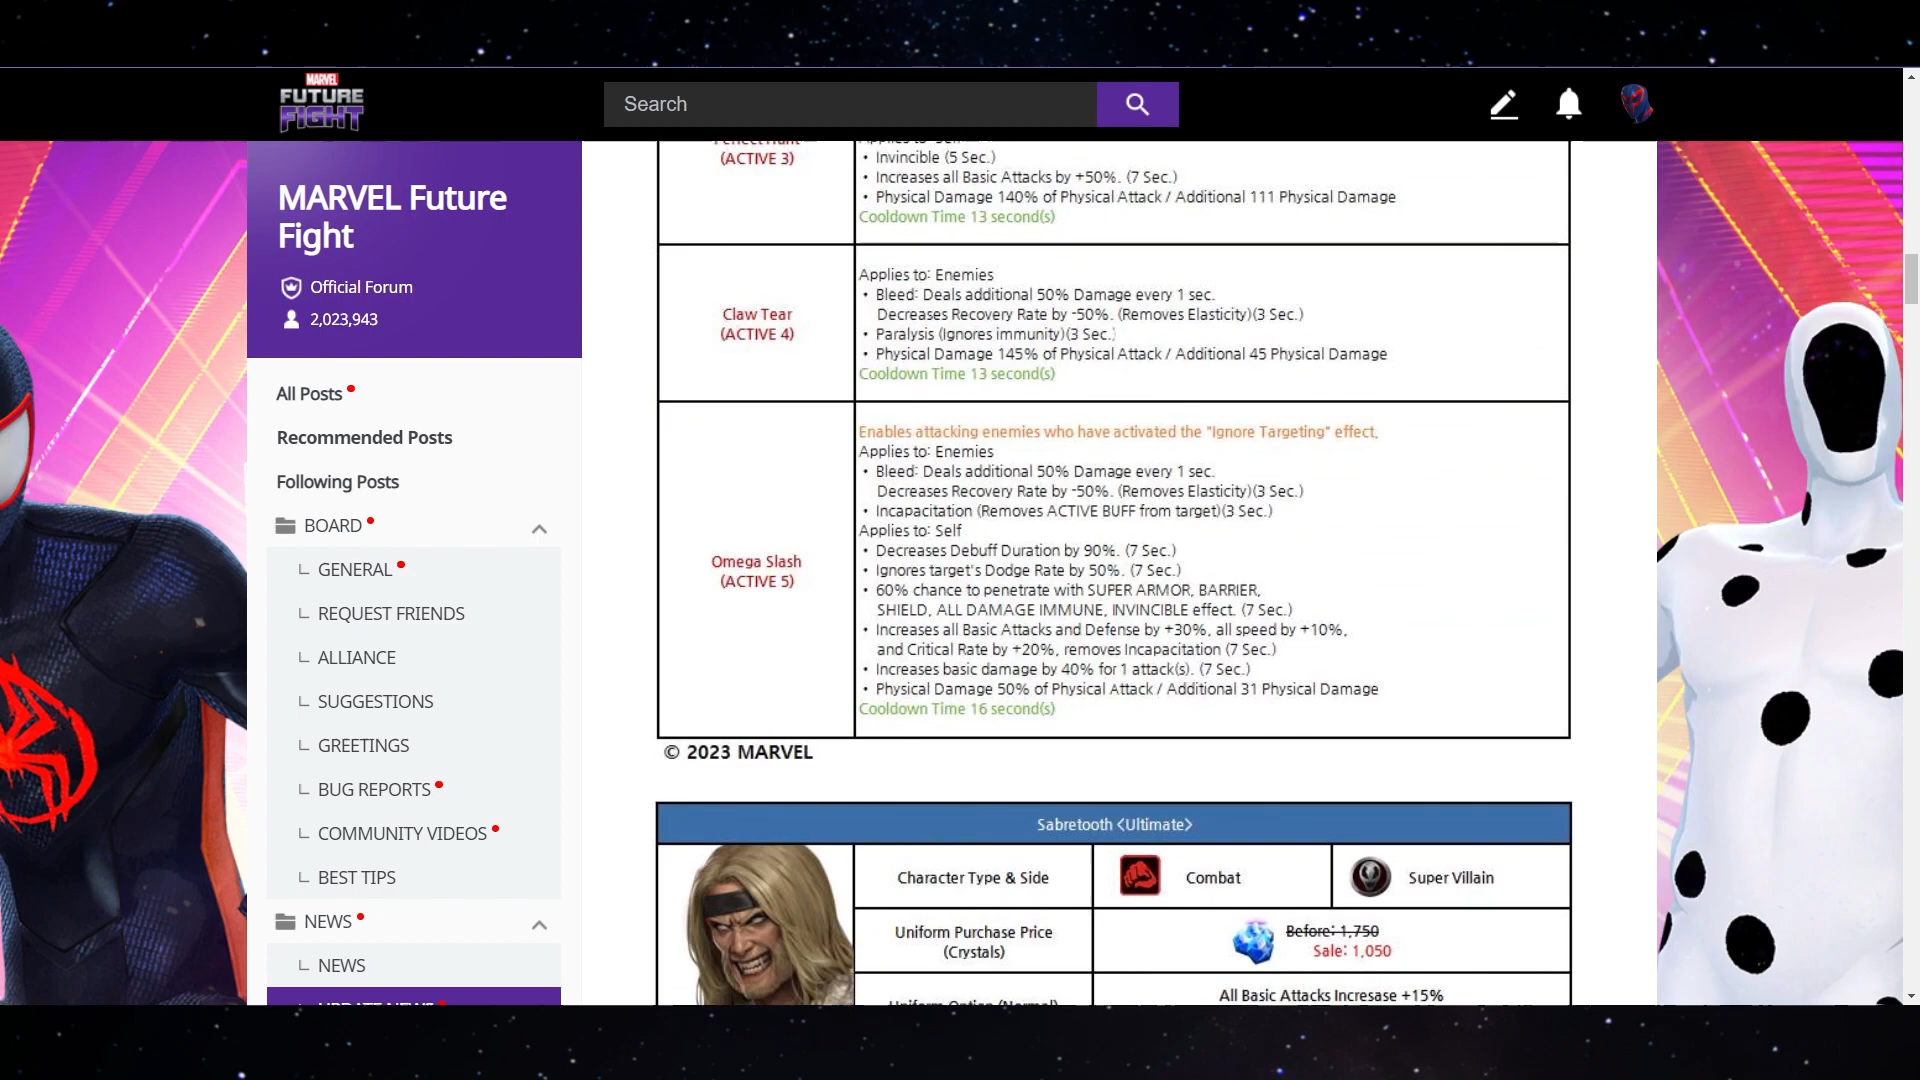 MARVEL
FUTURE
FIGHT
Search
MARVEL Future
Fight
Official Forum
2,023,943
All Posts
Recommended Posts
Following Posts
BOARD
GENERAL
REQUEST FRIENDS
ALLIANCE
SUGGESTIONS
GREETINGS
BUG REPORTS
COMMUNITY VIDEOS
BEST TIPS
NEWS
NEWS
UPDATE NEWS
(ACTIVE 3)
• Invincible (5 Sec.)
• Increases all Basic Attacks by +50%. (7 Sec.)
• Physical Damage 140% of Physical Attack / Additional 111 Physical Damage
Cooldown Time 13 second(s)
Claw Tear
(ACTIVE 4)
Applies to: Enemies
• Bleed: Deals additional 50% Damage every 1 sec.
Decreases Recovery Rate by -50%. (Removes Elasticity)(3 Sec.)
• Paralysis (Ignores immunity)(3 Sec.)
• Physical Damage 145% of Physical Attack / Additional 45 Physical Damage
Cooldown Time 13 second(s)
Omega Slash
(ACTIVE 5)
Enables attacking enemies who have activated the "Ignore Targeting" effect.
Applies to: Enemies
• Bleed: Deals additional 50% Damage every 1 sec.
Decreases Recovery Rate by -50%. (Removes Elasticity)(3 Sec.)
• Incapacitation (Removes ACTIVE BUFF from target)(3 Sec.)
Applies to: Self
• Decreases Debuff Duration by 90%. (7 Sec.)
• Ignores target's Dodge Rate by 50%. (7 Sec.)
• 60% chance to penetrate with SUPER ARMOR, BARRIER,
SHIELD, ALL DAMAGE IMMUNE, INVINCIBLE effect. (7 Sec.)
• Increases all Basic Attacks and Defense by +30%, all speed by +10%,
and Critical Rate by +20%, removes Incapacitation (7 Sec.)
• Increases basic damage by 40% for 1 attack(s). (7 Sec.)
• Physical Damage 50% of Physical Attack / Additional 31 Physical Damage
Cooldown Time 16 second(s)
© 2023 MARVEL
Sabretooth <Ultimate>
Character Type & Side
Combat
Super Villain
Uniform Purchase Price
(Crystals)
Before: 1,750
Sale: 1,050
Uniform Option (Normal)
All Basic Attacks Incresase +15%